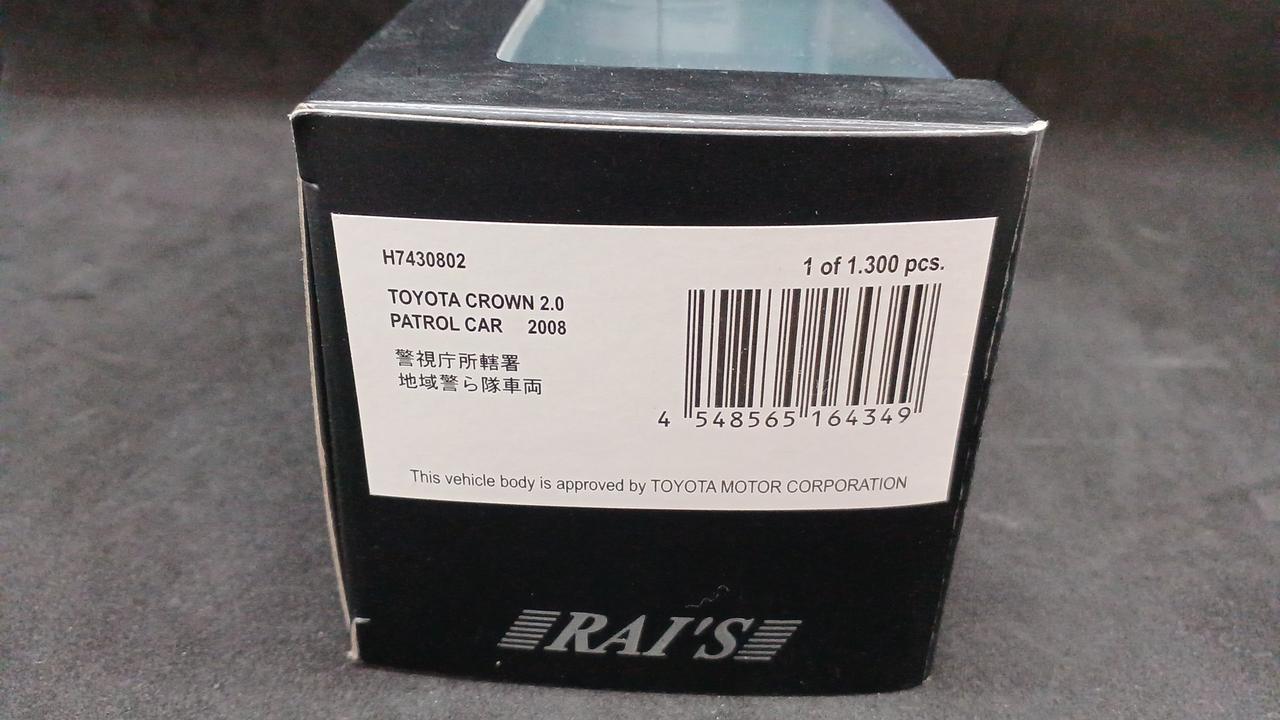 H7430802
1 of 1.300 pcs.
TOYOTA CROWN 2.0
PATROL CAR 2008
警視庁所轄署
地域警ら隊車両
4 548565 164349
This vehicle body is approved by TOYOTA MOTOR CORPORATION
RAI'S